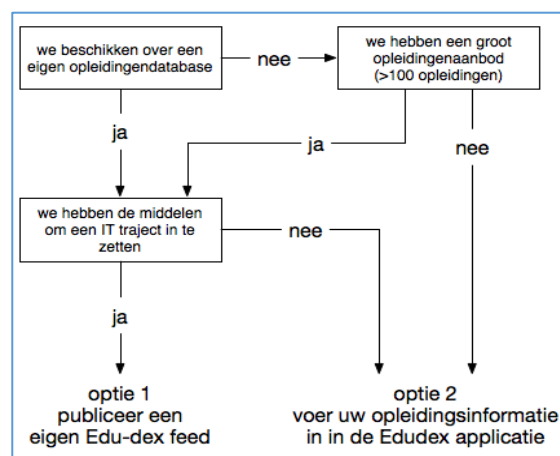 we beschikken over een
eigen opleidingendatabase
nee
we hebben een groot
opleidingenaanbod
(>100 opleidingen)
ja
ja
nee
we hebben de middelen
om een IT traject in te
zetten
nee
ja
optie 1
publiceer een
eigen Edu-dex feed
optie 2
voer uw opleidingsinformatie
in in de Edudex applicatie